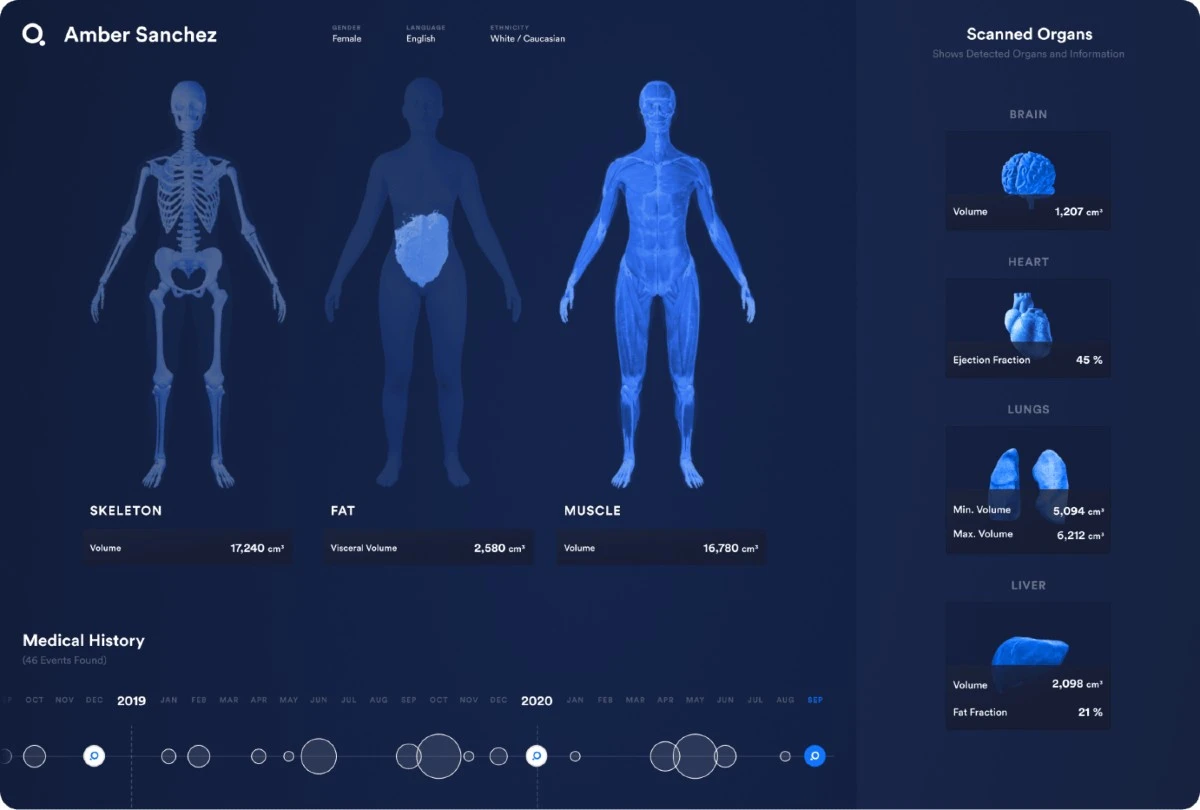 Amber Sanchez
GENDER
Female
LANGUAGE
English
ETHNICITY
White / Caucasian
SKELETON
Volume 17,240 cm³
FAT
Visceral Volume 2,580 cm³
MUSCLE
Volume 16,780 cm³
Medical History
(46 Events Found)
OCT NOV DEC 2019 JAN FEB MAR APR MAY JUN JUL AUG SEP OCT NOV DEC 2020 JAN FEB MAR APR MAY JUN JUL AUG SEP
Scanned Organs
Shows Detected Organs and Information
BRAIN
Volume 1,207 cm³
HEART
Ejection Fraction 45 %
LUNGS
Min. Volume 5,094 cm³
Max. Volume 6,212 cm³
LIVER
Volume 2,098 cm³
Fat Fraction 21 %